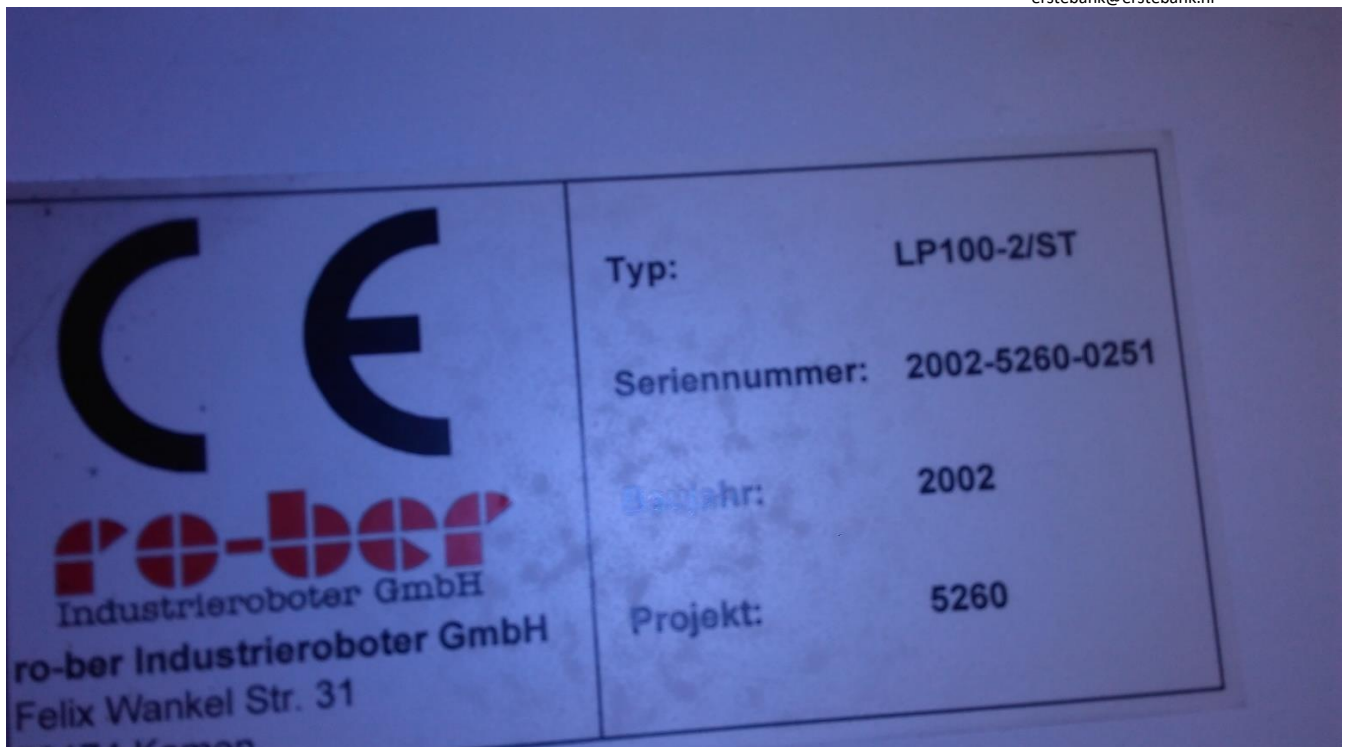 CE
ro-ber
Industrieroboter GmbH
ro-ber Industrieroboter GmbH
Felix Wankel Str. 31
Typ: LP100-2/ST
Seriennummer: 2002-5260-0251
Baujahr: 2002
Projekt: 5260